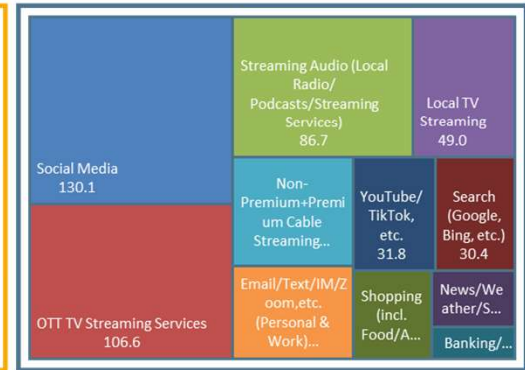 Social Media
130.1
OTT TV Streaming Services
106.6
Streaming Audio (Local
Radio/
Podcasts/Streaming
Services)
86.7
Local TV
Streaming
49.0
Non-
Premium+Premi
um Cable
Streaming...
YouTube/
TikTok,
etc.
31.8
Search
(Google,
Bing, etc.)
30.4
Email/Text/IM/Z
oom,etc.
(Personal &
Work)...
Shopping
(incl.
Food/A...
News/We
ather/S...
Banking/...